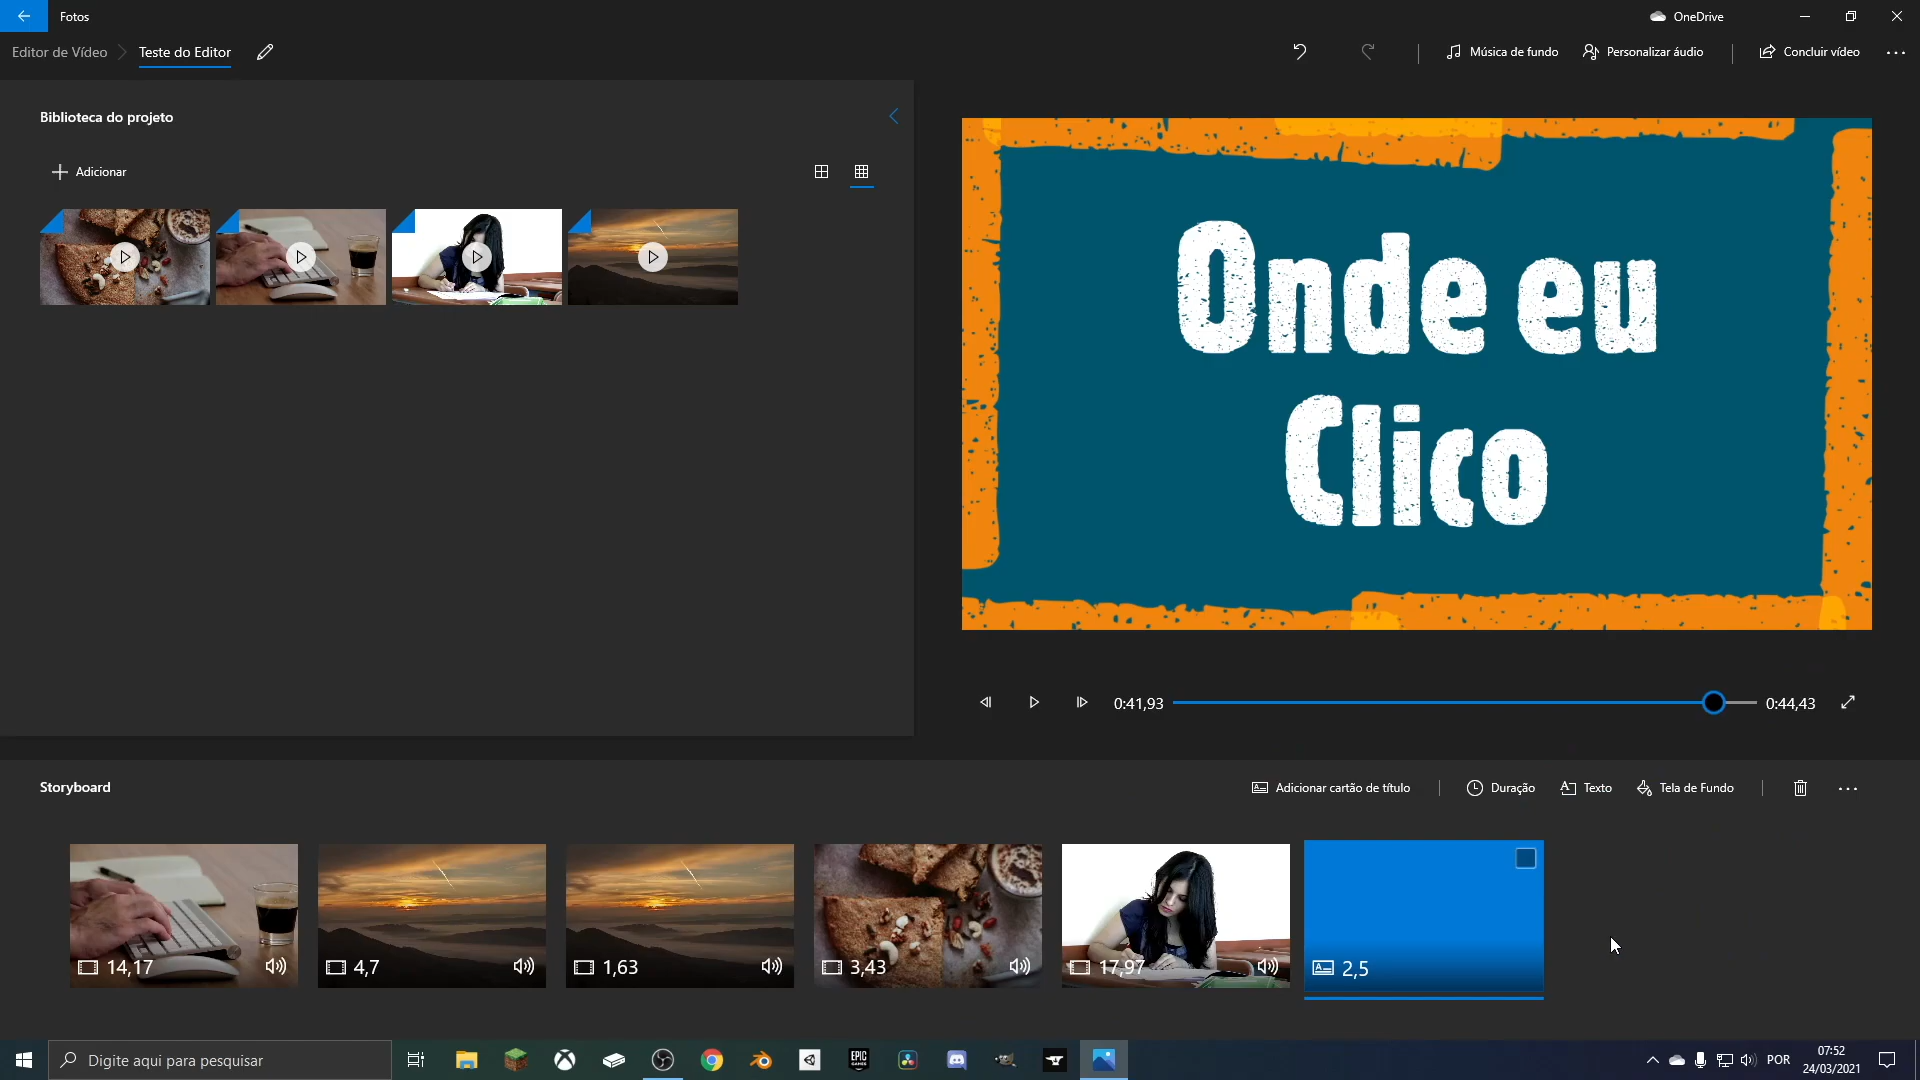 Fotos
OneDrive
Editor de Vídeo
Teste do Editor
Música de fundo
Personalizar áudio
Concluir vídeo
Biblioteca do projeto
Adicionar
Onde eu
Clico
0:41,93
0:44,43
Storyboard
Adicionar cartão de título
Duração
Texto
Tela de Fundo
14,17
4,7
1,63
3,43
17,97
2,5
Digite aqui para pesquisar
EPIC
GAMES
POR
07:52
24/03/2021